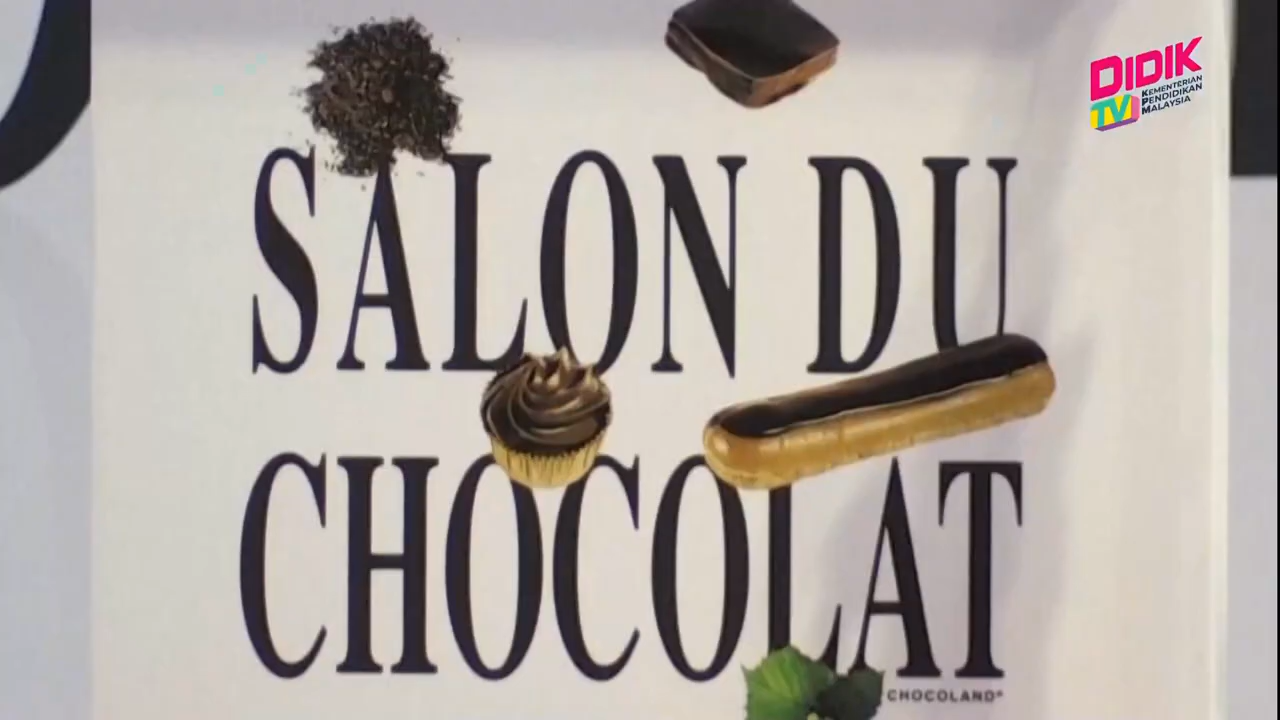 DIDIK
TV KEMENTERIAN
PENDIDIKAN
MALAYSIA
SALON DU
CHOCOLAT
CHOCOLAND®